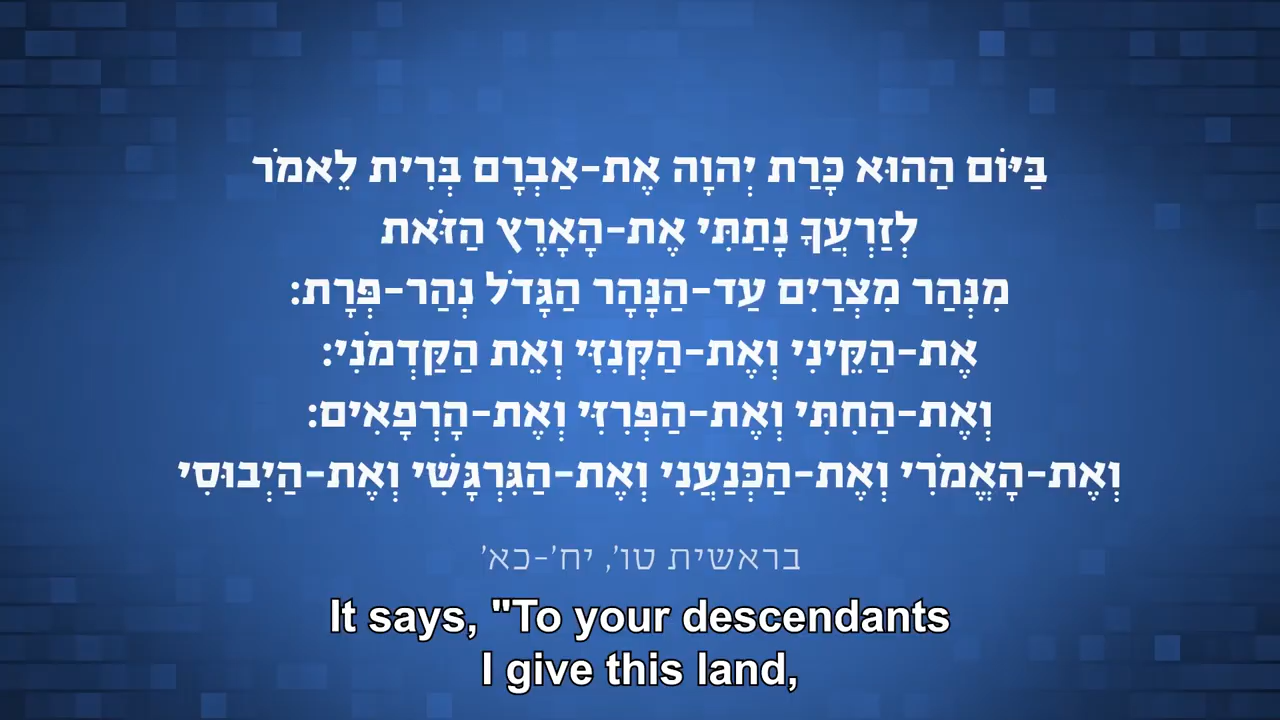 בַּיּוֹם הַהוּא כָּרַת יְהוָה אֶת-אַבְרָם בְּרִית לֵאמֹר
לְזַרְעֲךָ נָתַתִּי אֶת-הָאָרֶץ הַזֹּאת
מִנְּהַר מִצְרַיִם עַד-הַנָּהָר הַגָּדֹל נְהַר-פְּרָת:
אֶת-הַקֵּינִי וְאֶת-הַקְּנִזִּי וְאֵת הַקַּדְמֹנִי:
וְאֶת-הַחִתִּי וְאֶת-הַפְּרִזִּי וְאֶת-הָרְפָאִים:
וְאֶת-הָאֱמֹרִי וְאֶת-הַכְּנַעֲנִי וְאֶת-הַגִּרְגָּשִׁי וְאֶת-הַיְבוּסִי
בראשית טו', יח'-כא'
It says, "To your descendants
I give this land,